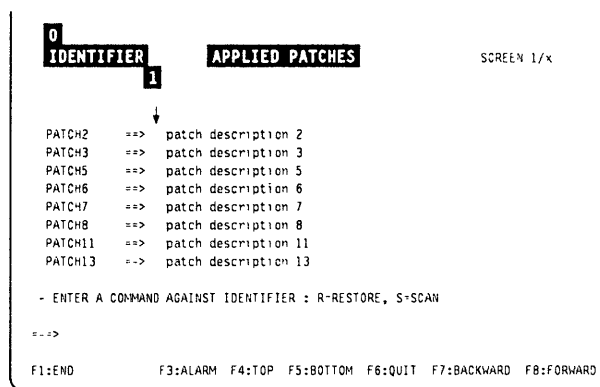 0
IDENTIFIER APPLIED PATCHES SCREEN 1/x
1
PATCH2 ==> patch description 2
PATCH3 ==> patch description 3
PATCH5 ==> patch description 5
PATCH6 ==> patch description 6
PATCH7 ==> patch description 7
PATCH8 ==> patch description 8
PATCH11 ==> patch description 11
PATCH13 =-> patch description 13
- ENTER A COMMAND AGAINST IDENTIFIER : R-RESTORE, S=SCAN
=-=>
F1:END F3:ALARM F4:TOP F5:BOTTOM F6:QUIT F7:BACKWARD F8:FORWARD